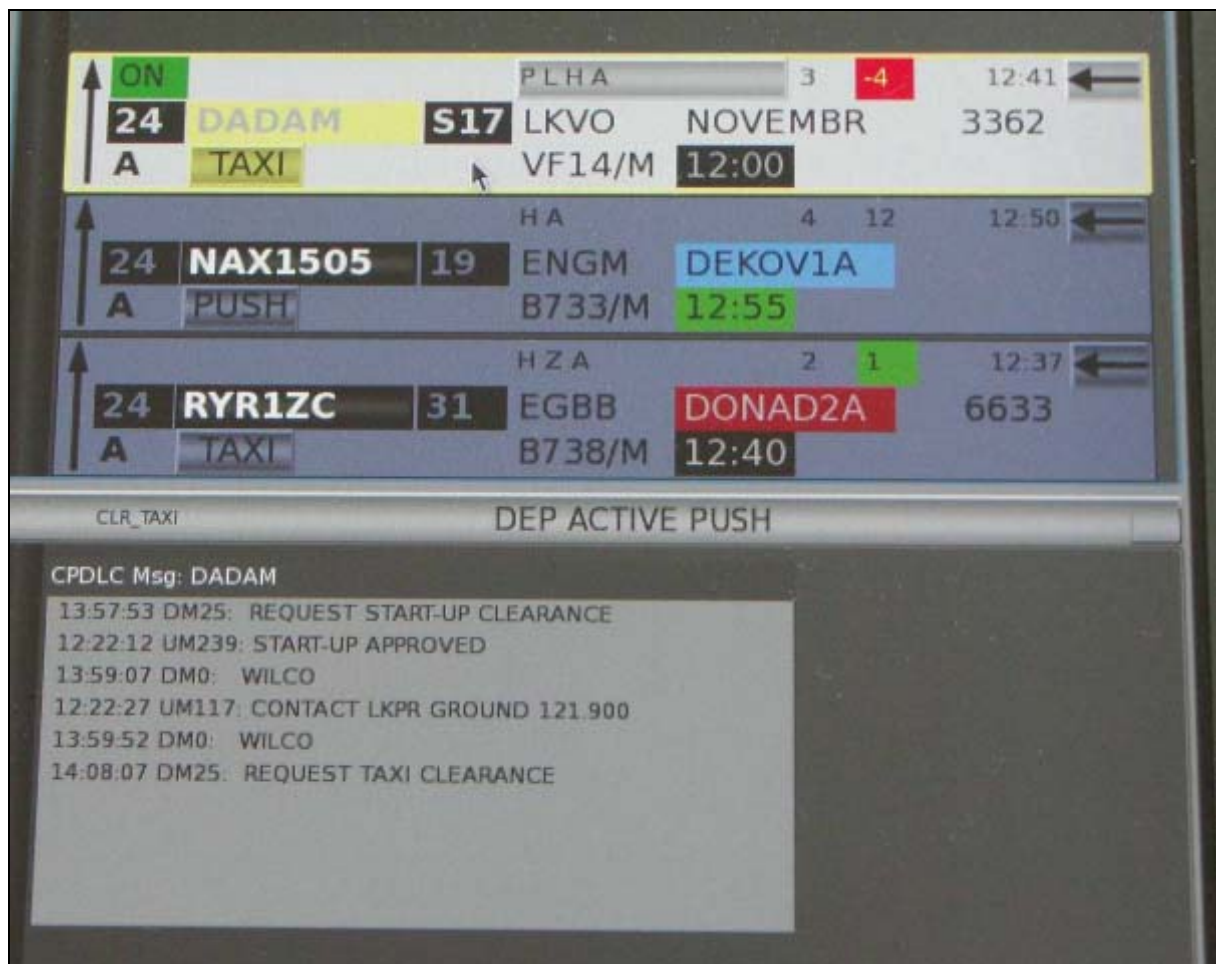 ON PLHA 3 -4 12:41
24 DADAM S17 LKVO NOVEMBR 3362
A TAXI VF14/M 12:00
HA 4 12 12:50
24 NAX1505 19 ENGM DEKOV1A
A PUSH B733/M 12:55
HZA 2 1 12:37
24 RYR1ZC 31 EGBB DONAD2A 6633
A TAXI B738/M 12:40
CLR_TAXI DEP ACTIVE PUSH
CPDLC Msg: DADAM
13:57:53 DM25: REQUEST START-UP CLEARANCE
12:22:12 UM239: START-UP APPROVED
13:59:07 DM0: WILCO
12:22:27 UM117: CONTACT LKPR GROUND 121.900
13:59:52 DM0: WILCO
14:08:07 DM25: REQUEST TAXI CLEARANCE